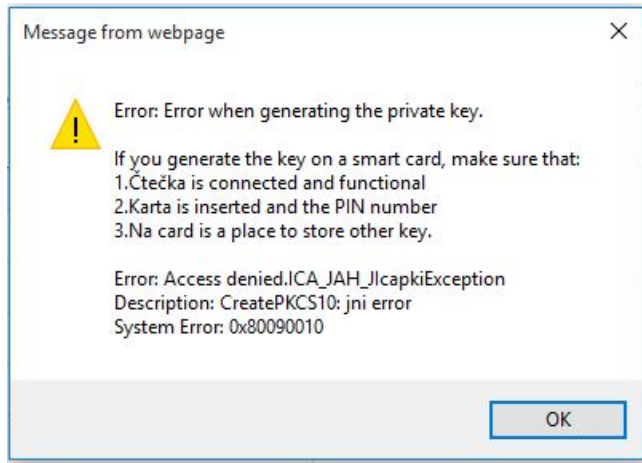 Message from webpage
Error: Error when generating the private key.
If you generate the key on a smart card, make sure that:
1.Čtečka is connected and functional
2.Karta is inserted and the PIN number
3.Na card is a place to store other key.
Error: Access denied.ICA_JAH_JIcapkiException
Description: CreatePKCS10: jni error
System Error: 0x80090010
OK